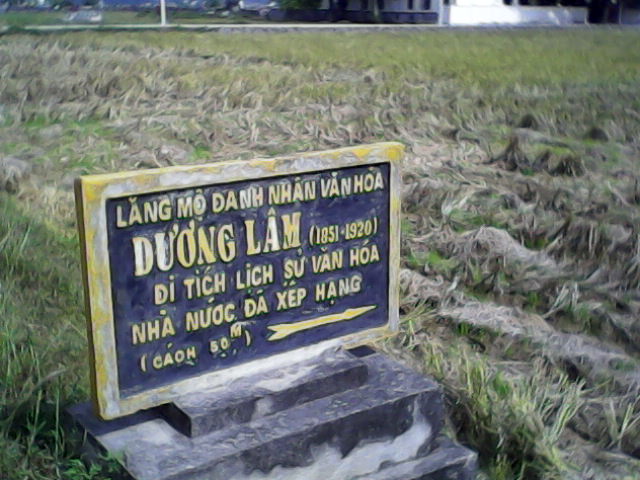 LĂNG MỘ DANH NHÂN VĂN HÓA
DƯƠNG LÂM (1851-1920)
DI TÍCH LỊCH SỬ VĂN HÓA
NHÀ NƯỚC ĐÃ XẾP HẠNG
(CÁCH 50M)